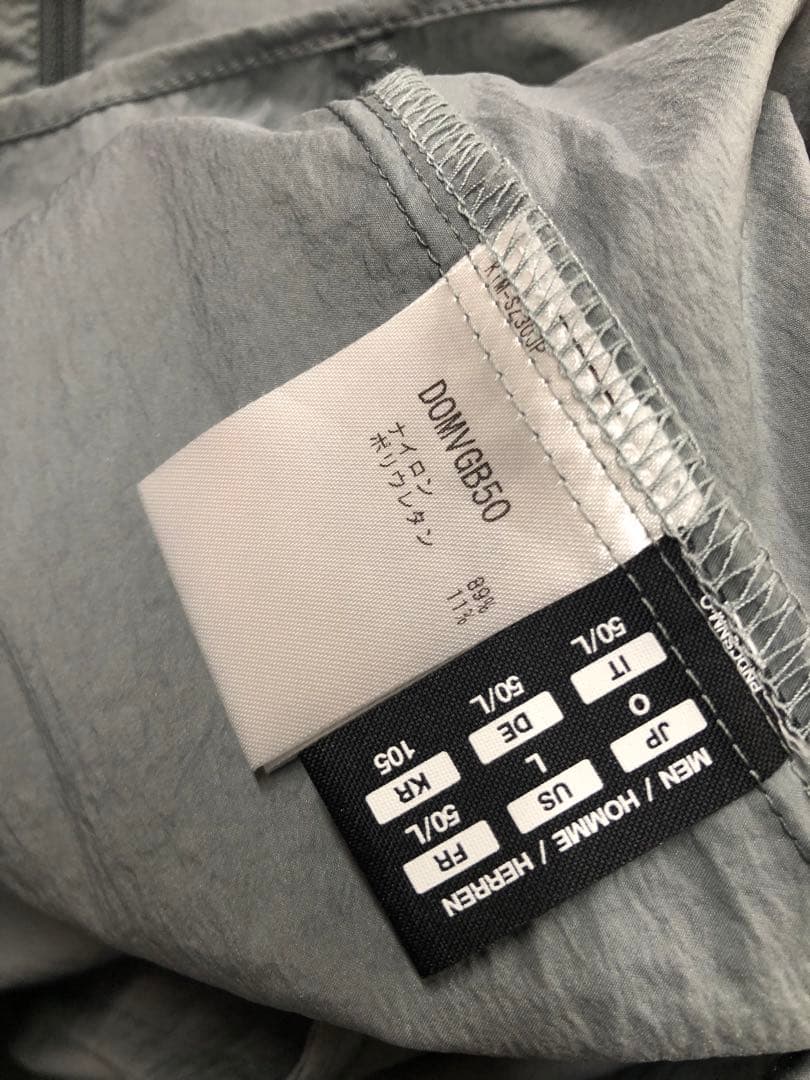 KTM-SZ30JP
DOMVGB50
ナイロン 89%
ポリウレタン 11%
MEN / HOMME / HERREN
JP O
US L
FR 50/L
IT 50/L
DE 50/L
KR 105